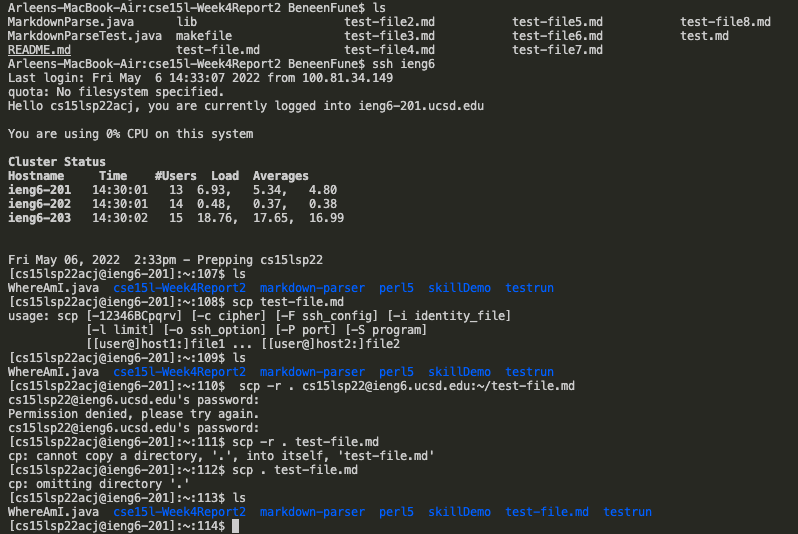 Arleens-MacBook-Air:cse15l-Week4Report2 BeneenFune$ ls
MarkdownParse.java lib test-file2.md test-file5.md test-file8.md
MarkdownParseTest.java makefile test-file3.md test-file6.md test.md
README.md test-file.md test-file4.md test-file7.md
Arleens-MacBook-Air:cse15l-Week4Report2 BeneenFune$ ssh ieng6
Last login: Fri May  6 14:33:07 2022 from 100.81.34.149
quota: No filesystem specified.
Hello cs15lsp22acj, you are currently logged into ieng6-201.ucsd.edu
You are using 0% CPU on this system
Cluster Status
Hostname Time #Users Load Averages
ieng6-201 14:30:01 13 6.93, 5.34, 4.80
ieng6-202 14:30:01 14 0.48, 0.37, 0.38
ieng6-203 14:30:02 15 18.76, 17.65, 16.99
Fri May 06, 2022  2:33pm - Prepping cs15lsp22
[cs15lsp22acj@ieng6-201]:~:107$ ls
WhereAmI.java cse15l-Week4Report2 markdown-parser perl5 skillDemo testrun
[cs15lsp22acj@ieng6-201]:~:108$ scp test-file.md
usage: scp [-12346BCpqrv] [-c cipher] [-F ssh_config] [-i identity_file]
[-l limit] [-o ssh_option] [-P port] [-S program]
[[user@]host1:]file1 ... [[user@]host2:]file2
[cs15lsp22acj@ieng6-201]:~:109$ ls
WhereAmI.java cse15l-Week4Report2 markdown-parser perl5 skillDemo testrun
[cs15lsp22acj@ieng6-201]:~:110$  scp -r . cs15lsp22@ieng6.ucsd.edu:~/test-file.md
cs15lsp22@ieng6.ucsd.edu's password:
Permission denied, please try again.
cs15lsp22@ieng6.ucsd.edu's password:
[cs15lsp22acj@ieng6-201]:~:111$ scp -r . test-file.md
cp: cannot copy a directory, '.', into itself, 'test-file.md'
[cs15lsp22acj@ieng6-201]:~:112$ scp . test-file.md
cp: omitting directory '.'
[cs15lsp22acj@ieng6-201]:~:113$ ls
WhereAmI.java cse15l-Week4Report2 markdown-parser perl5 skillDemo test-file.md testrun
[cs15lsp22acj@ieng6-201]:~:114$